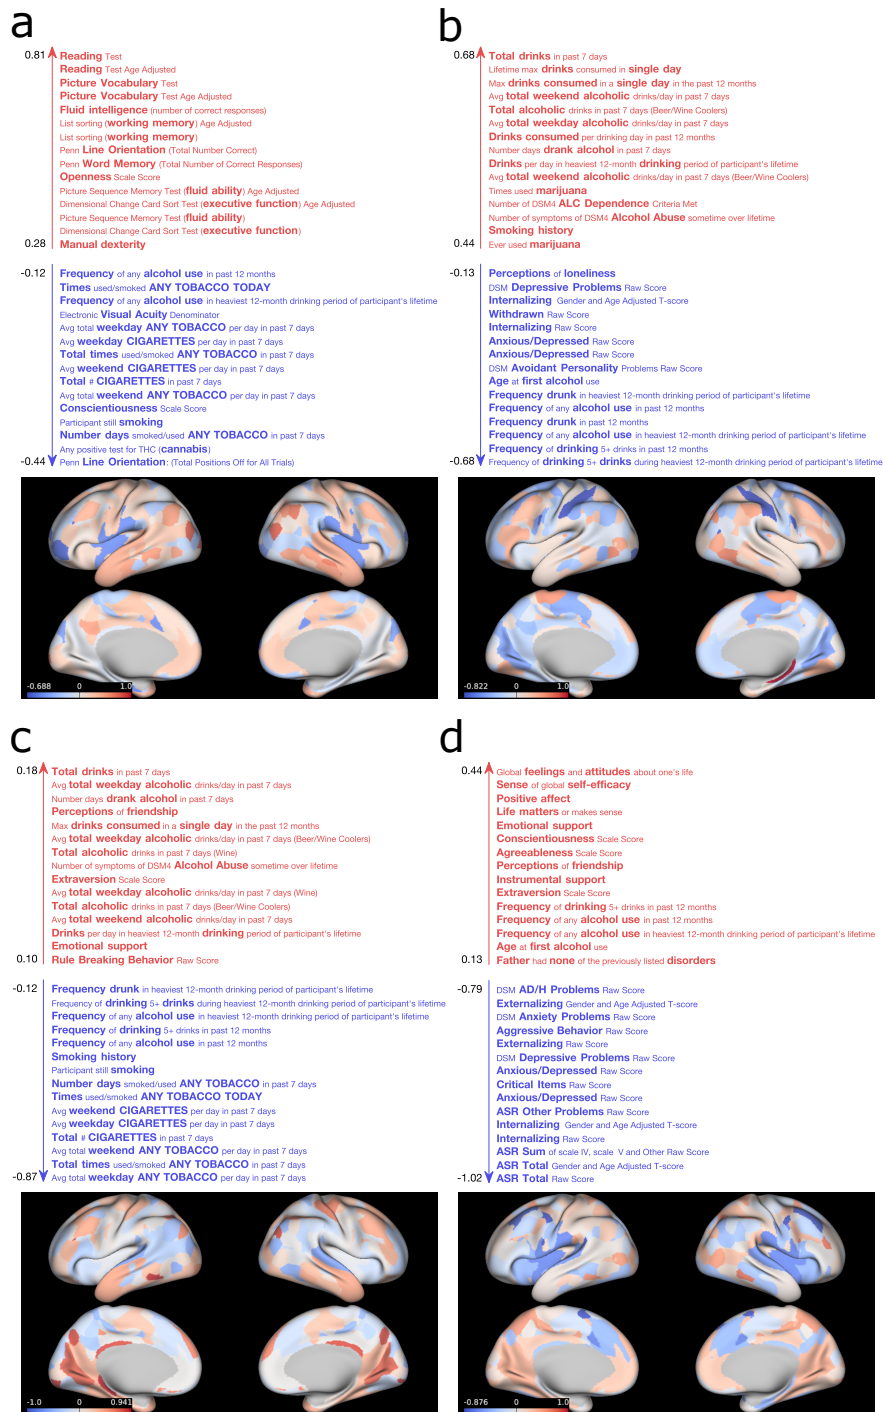 a
0.81
Reading Test
Reading Test Age Adjusted
Picture Vocabulary Test
Picture Vocabulary Test Age Adjusted
Fluid intelligence (number of correct responses)
List sorting (working memory) Age Adjusted
List sorting (working memory)
Penn Line Orientation (Total Number Correct)
Penn Word Memory (Total Number of Correct Responses)
Openness Scale Score
Picture Sequence Memory Test (fluid ability) Age Adjusted
Dimensional Change Card Sort Test (executive function) Age Adjusted
Picture Sequence Memory Test (fluid ability)
Dimensional Change Card Sort Test (executive function)
0.28 Manual dexterity
-0.12 Frequency of any alcohol use in past 12 months
Times used/smoked ANY TOBACCO TODAY
Frequency of any alcohol use in heaviest 12-month drinking period of participant's lifetime
Electronic Visual Acuity Denominator
Avg total weekday ANY TOBACCO per day in past 7 days
Avg weekday CIGARETTES per day in past 7 days
Total times used/smoked ANY TOBACCO in past 7 days
Avg weekend CIGARETTES per day in past 7 days
Total # CIGARETTES in past 7 days
Avg total weekend ANY TOBACCO per day in past 7 days
Conscientiousness Scale Score
Participant still smoking
Number days smoked/used ANY TOBACCO in past 7 days
Any positive test for THC (cannabis)
-0.44 Penn Line Orientation: (Total Positions Off for All Trials)
-0.688 0 1.0
b
0.68 Total drinks in past 7 days
Lifetime max drinks consumed in single day
Max drinks consumed in a single day in the past 12 months
Avg total weekend alcoholic drinks/day in past 7 days
Total alcoholic drinks in past 7 days (Beer/Wine Coolers)
Avg total weekday alcoholic drinks/day in past 7 days
Drinks consumed per drinking day in past 12 months
Number days drank alcohol in past 7 days
Drinks per day in heaviest 12-month drinking period of participant's lifetime
Avg total weekend alcoholic drinks/day in past 7 days (Beer/Wine Coolers)
Times used marijuana
Number of DSM4 ALC Dependence Criteria Met
Number of symptoms of DSM4 Alcohol Abuse sometime over lifetime
Smoking history
0.44 Ever used marijuana
-0.13 Perceptions of loneliness
DSM Depressive Problems Raw Score
Internalizing Gender and Age Adjusted T-score
Withdrawn Raw Score
Internalizing Raw Score
Anxious/Depressed Raw Score
Anxious/Depressed Raw Score
DSM Avoidant Personality Problems Raw Score
Age at first alcohol use
Frequency drunk in heaviest 12-month drinking period of participant's lifetime
Frequency of any alcohol use in past 12 months
Frequency drunk in past 12 months
Frequency of any alcohol use in heaviest 12-month drinking period of participant's lifetime
Frequency of drinking 5+ drinks in past 12 months
-0.68 Frequency of drinking 5+ drinks during heaviest 12-month drinking period of participant's lifetime
-0.822 0 1.0
c
0.18 Total drinks in past 7 days
Avg total weekday alcoholic drinks/day in past 7 days
Number days drank alcohol in past 7 days
Perceptions of friendship
Max drinks consumed in a single day in the past 12 months
Avg total weekday alcoholic drinks/day in past 7 days (Beer/Wine Coolers)
Total alcoholic drinks in past 7 days (Wine)
Number of symptoms of DSM4 Alcohol Abuse sometime over lifetime
Extraversion Scale Score
Avg total weekday alcoholic drinks/day in past 7 days (Wine)
Total alcoholic drinks in past 7 days (Beer/Wine Coolers)
Avg total weekend alcoholic drinks/day in past 7 days
Drinks per day in heaviest 12-month drinking period of participant's lifetime
Emotional support
0.10 Rule Breaking Behavior Raw Score
-0.12 Frequency drunk in heaviest 12-month drinking period of participant's lifetime
Frequency of drinking 5+ drinks during heaviest 12-month drinking period of participant's lifetime
Frequency of any alcohol use in heaviest 12-month drinking period of participant's lifetime
Frequency of drinking 5+ drinks in past 12 months
Frequency of any alcohol use in past 12 months
Smoking history
Participant still smoking
Number days smoked/used ANY TOBACCO in past 7 days
Times used/smoked ANY TOBACCO TODAY
Avg weekend CIGARETTES per day in past 7 days
Avg weekday CIGARETTES per day in past 7 days
Total # CIGARETTES in past 7 days
Avg total weekend ANY TOBACCO per day in past 7 days
Total times used/smoked ANY TOBACCO in past 7 days
-0.87 Avg total weekday ANY TOBACCO per day in past 7 days
-1.0 0 0.941
d
0.44 Global feelings and attitudes about one's life
Sense of global self-efficacy
Positive affect
Life matters or makes sense
Emotional support
Conscientiousness Scale Score
Agreeableness Scale Score
Perceptions of friendship
Instrumental support
Extraversion Scale Score
Frequency of drinking 5+ drinks in past 12 months
Frequency of any alcohol use in past 12 months
Frequency of any alcohol use in heaviest 12-month drinking period of participant's lifetime
Age at first alcohol use
0.13 Father had none of the previously listed disorders
-0.79 DSM AD/H Problems Raw Score
Externalizing Gender and Age Adjusted T-score
DSM Anxiety Problems Raw Score
Aggressive Behavior Raw Score
Externalizing Raw Score
DSM Depressive Problems Raw Score
Anxious/Depressed Raw Score
Critical Items Raw Score
Anxious/Depressed Raw Score
ASR Other Problems Raw Score
Internalizing Gender and Age Adjusted T-score
Internalizing Raw Score
ASR Sum of scale IV, scale V and Other Raw Score
ASR Total Gender and Age Adjusted T-score
-1.02 ASR Total Raw Score
-0.876 0 1.0